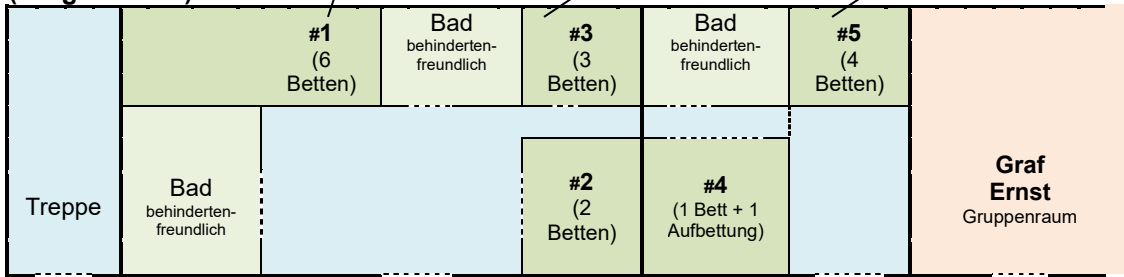 #1
(6
Betten)
Bad
behinderten-
freundlich
#3
(3
Betten)
Bad
behinderten-
freundlich
#5
(4
Betten)
Treppe
Bad
behinderten-
freundlich
#2
(2
Betten)
#4
(1 Bett + 1
Aufbettung)
Graf
Ernst
Gruppenraum